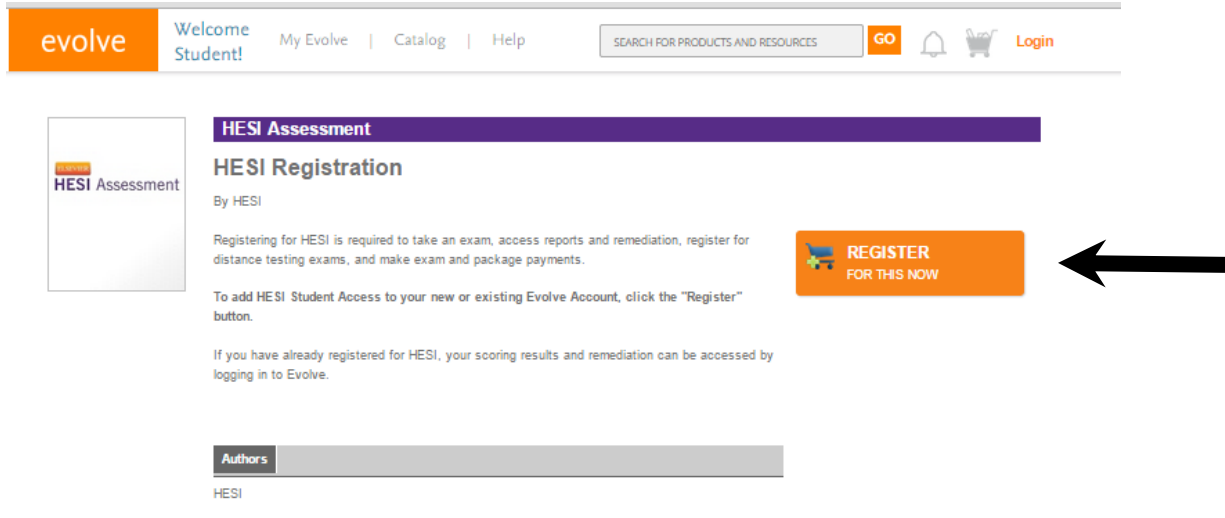 evolve
Welcome
Student!
My Evolve | Catalog | Help
SEARCH FOR PRODUCTS AND RESOURCES
GO
Login
ELSEVIER
HESI Assessment
HESI Assessment
HESI Registration
By HESI
Registering for HESI is required to take an exam, access reports and remediation, register for
distance testing exams, and make exam and package payments.
To add HESI Student Access to your new or existing Evolve Account, click the "Register"
button.
If you have already registered for HESI, your scoring results and remediation can be accessed by
logging in to Evolve.
REGISTER
FOR THIS NOW
Authors
HESI